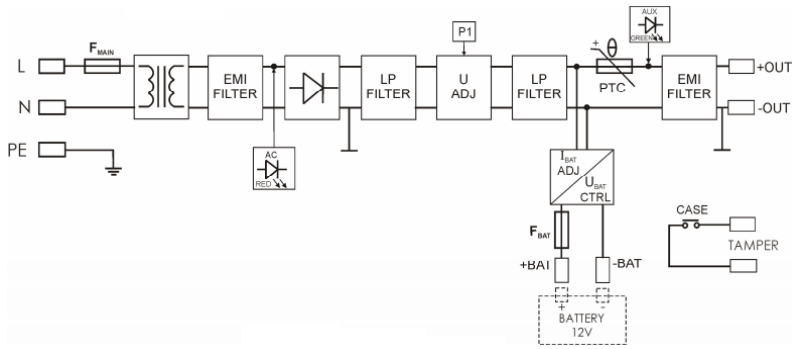 AUX
GREEN
P1
F MAIN
+ θ
L
EMI
FILTER
LP
FILTER
U
ADJ
LP
FILTER
PTC
EMI
FILTER
+OUT
N
-OUT
PE
AC
RED
I BAT
ADJ
U BAT
CTRL
F BAT
CASE
TAMPER
+BAT
-BAT
+ -
BATTERY
12V